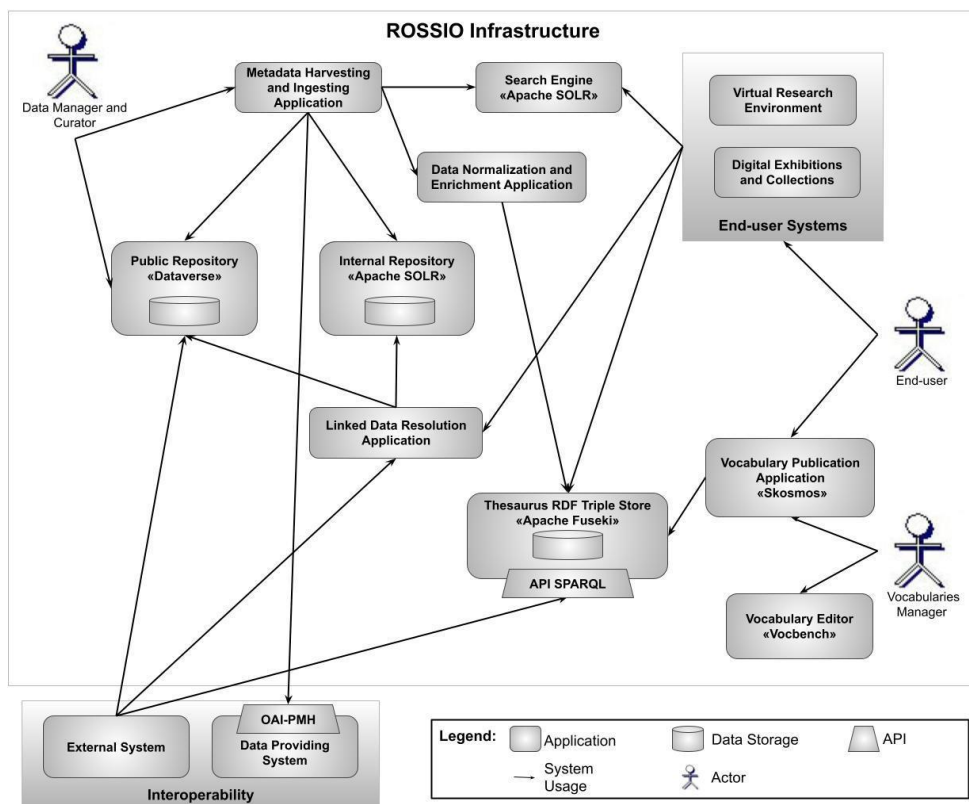 ROSSIO Infrastructure
Data Manager and
Curator
Metadata Harvesting
and Ingesting
Application
Search Engine
«Apache SOLR»
Virtual Research
Environment
Digital Exhibitions
and Collections
End-user Systems
Data Normalization and
Enrichment Application
Public Repository
«Dataverse»
Internal Repository
«Apache SOLR»
End-user
Linked Data Resolution
Application
Vocabulary Publication
Application
«Skosmos»
Thesaurus RDF Triple Store
«Apache Fuseki»
API SPARQL
Vocabularies
Manager
Vocabulary Editor
«Vocbench»
External System
OAI-PMH
Data Providing
System
Interoperability
Legend:
Application
Data Storage
API
System
Usage
Actor